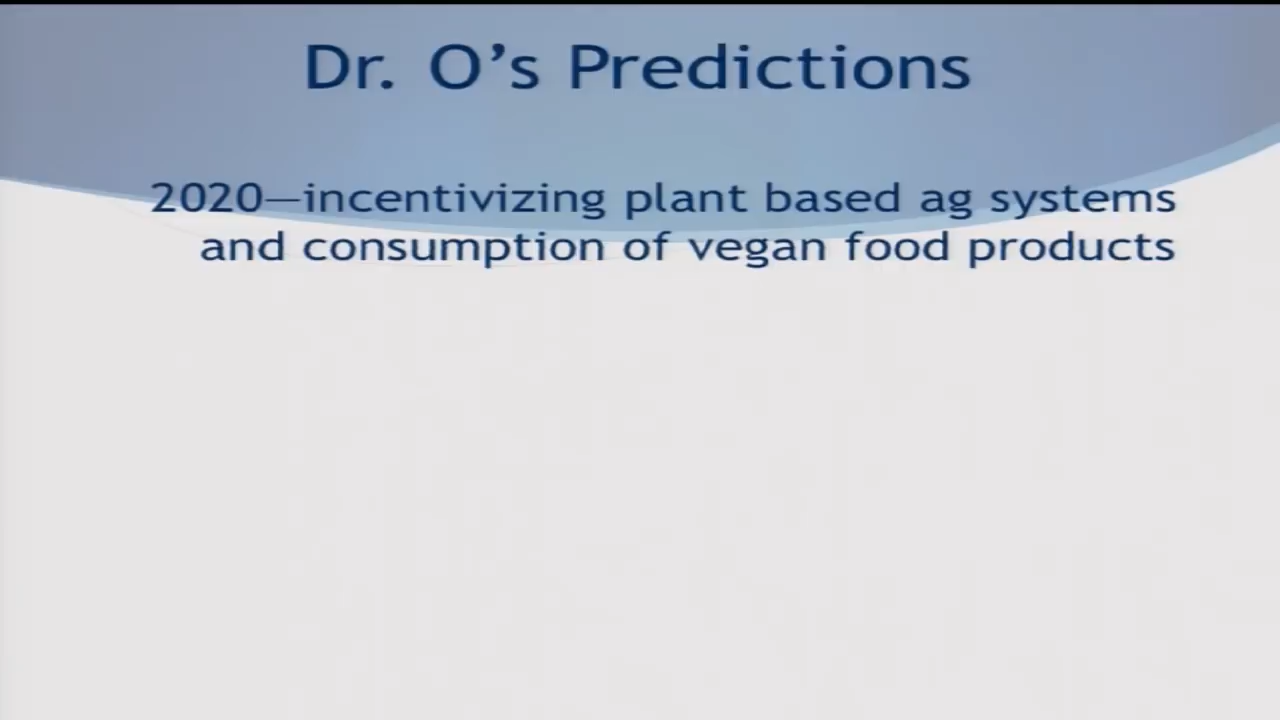 Dr. O’s Predictions
2020—incentivizing plant based ag systems
and consumption of vegan food products